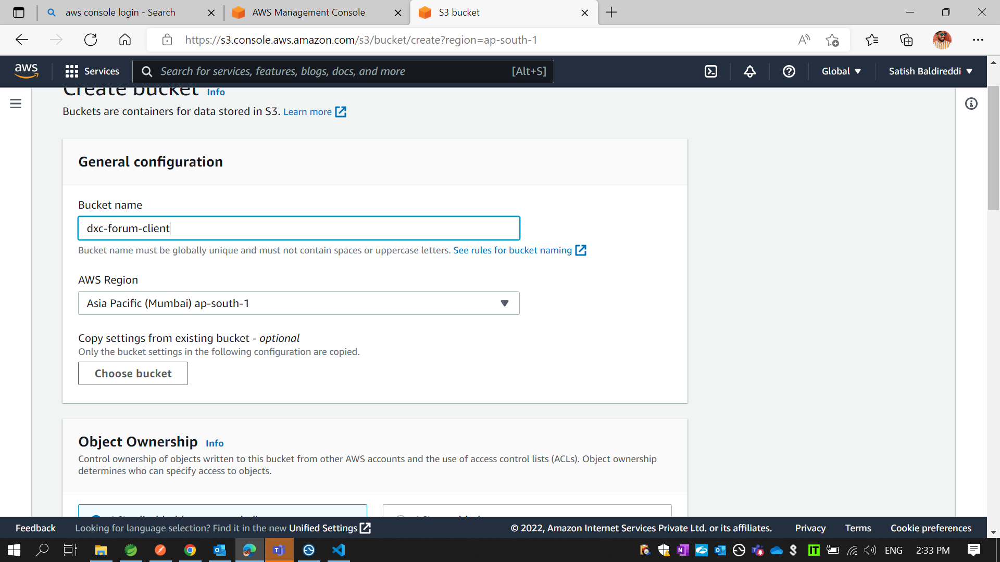 aws console login - Search
AWS Management Console
S3 bucket
https://s3.console.aws.amazon.com/s3/bucket/create?region=ap-south-1
aws
Services
Search for services, features, blogs, docs, and more
[Alt+S]
Global
Satish Baldireddi
Create bucket Info
Buckets are containers for data stored in S3. Learn more
General configuration
Bucket name
dxc-forum-client
Bucket name must be globally unique and must not contain spaces or uppercase letters. See rules for bucket naming
AWS Region
Asia Pacific (Mumbai) ap-south-1
Copy settings from existing bucket - optional
Only the bucket settings in the following configuration are copied.
Choose bucket
Object Ownership Info
Control ownership of objects written to this bucket from other AWS accounts and the use of access control lists (ACLs). Object ownership
determines who can specify access to objects.
Feedback
Looking for language selection? Find it in the new Unified Settings
© 2022, Amazon Internet Services Private Ltd. or its affiliates.
Privacy
Terms
Cookie preferences
ENG
2:33 PM